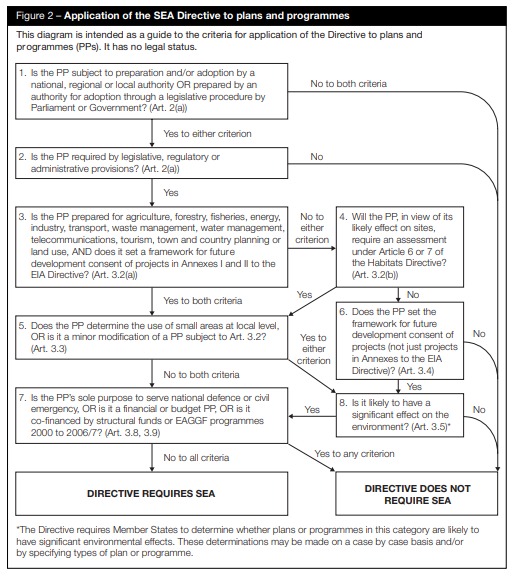 Figure 2 – Application of the SEA Directive to plans and programmes
This diagram is intended as a guide to the criteria for application of the Directive to plans and
programmes (PPs). It has no legal status.
1. Is the PP subject to preparation and/or adoption by a
national, regional or local authority OR prepared by an
authority for adoption through a legislative procedure by
Parliament or Government? (Art. 2(a))
No to both criteria
Yes to either criterion
2. Is the PP required by legislative, regulatory or
administrative provisions? (Art. 2(a))
No
Yes
3. Is the PP prepared for agriculture, forestry, fisheries, energy,
industry, transport, waste management, water management,
telecommunications, tourism, town and country planning or
land use, AND does it set a framework for future
development consent of projects in Annexes I and II to the
EIA Directive? (Art. 3.2(a))
No to
either
criterion
4. Will the PP, in view of its
likely effect on sites,
require an assessment
under Article 6 or 7 of
the Habitats Directive?
(Art. 3.2(b))
Yes to both criteria
Yes
No
5. Does the PP determine the use of small areas at local level,
OR is it a minor modification of a PP subject to Art. 3.2?
(Art. 3.3)
Yes to
either
criterion
6. Does the PP set the
framework for future
development consent of
projects (not just projects
in Annexes to the EIA
Directive)? (Art. 3.4)
No
No to both criteria
Yes
7. Is the PP's sole purpose to serve national defence or civil
emergency, OR is it a financial or budget PP, OR is it
co-financed by structural funds or EAGGF programmes
2000 to 2006/7? (Art. 3.8, 3.9)
Yes
8. Is it likely to have a
significant effect on the
environment? (Art. 3.5)*
No
No to all criteria
Yes to any criterion
DIRECTIVE REQUIRES SEA
DIRECTIVE DOES NOT
REQUIRE SEA
*The Directive requires Member States to determine whether plans or programmes in this category are likely to
have significant environmental effects. These determinations may be made on a case by case basis and/or
by specifying types of plan or programme.